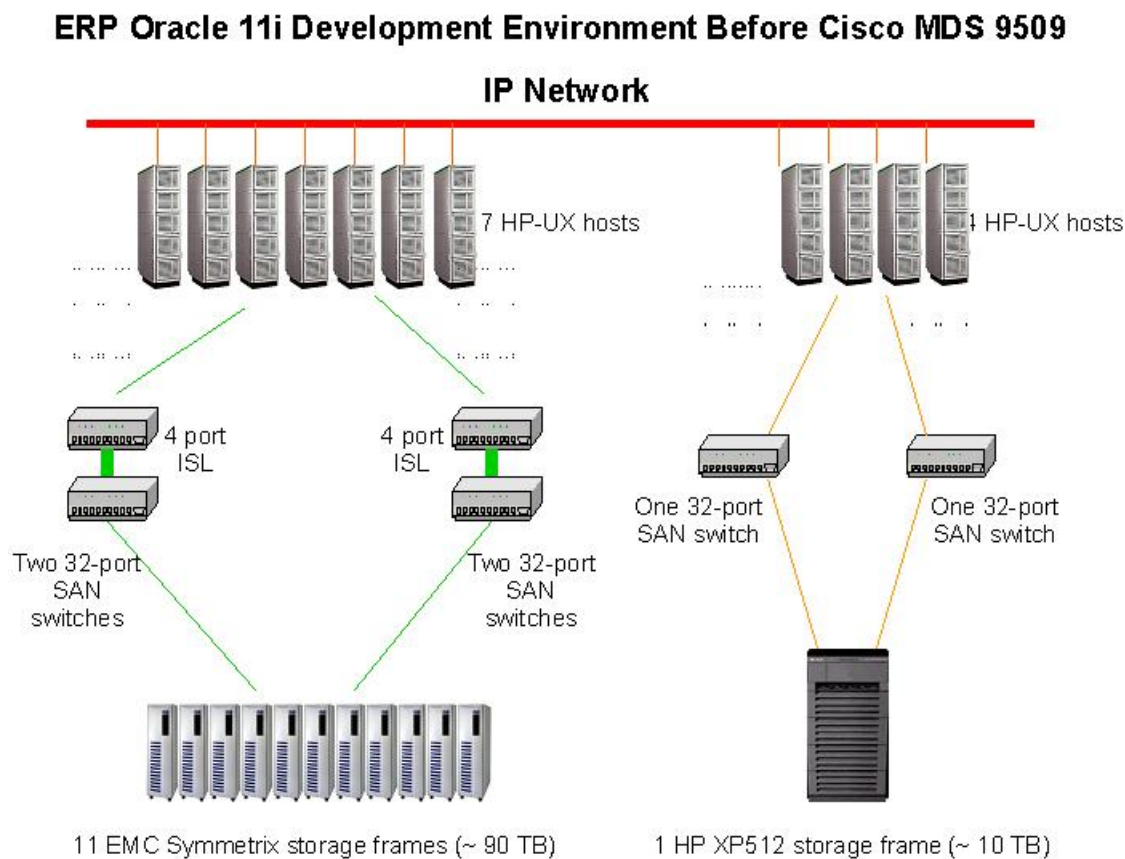 ERP Oracle 11i Development Environment Before Cisco MDS 9509
IP Network
7 HP-UX hosts
4 HP-UX hosts
4 port
ISL
4 port
ISL
Two 32-port
SAN
switches
Two 32-port
SAN
switches
One 32-port
SAN switch
One 32-port
SAN switch
11 EMC Symmetrix storage frames (~ 90 TB)
1 HP XP512 storage frame (~ 10 TB)